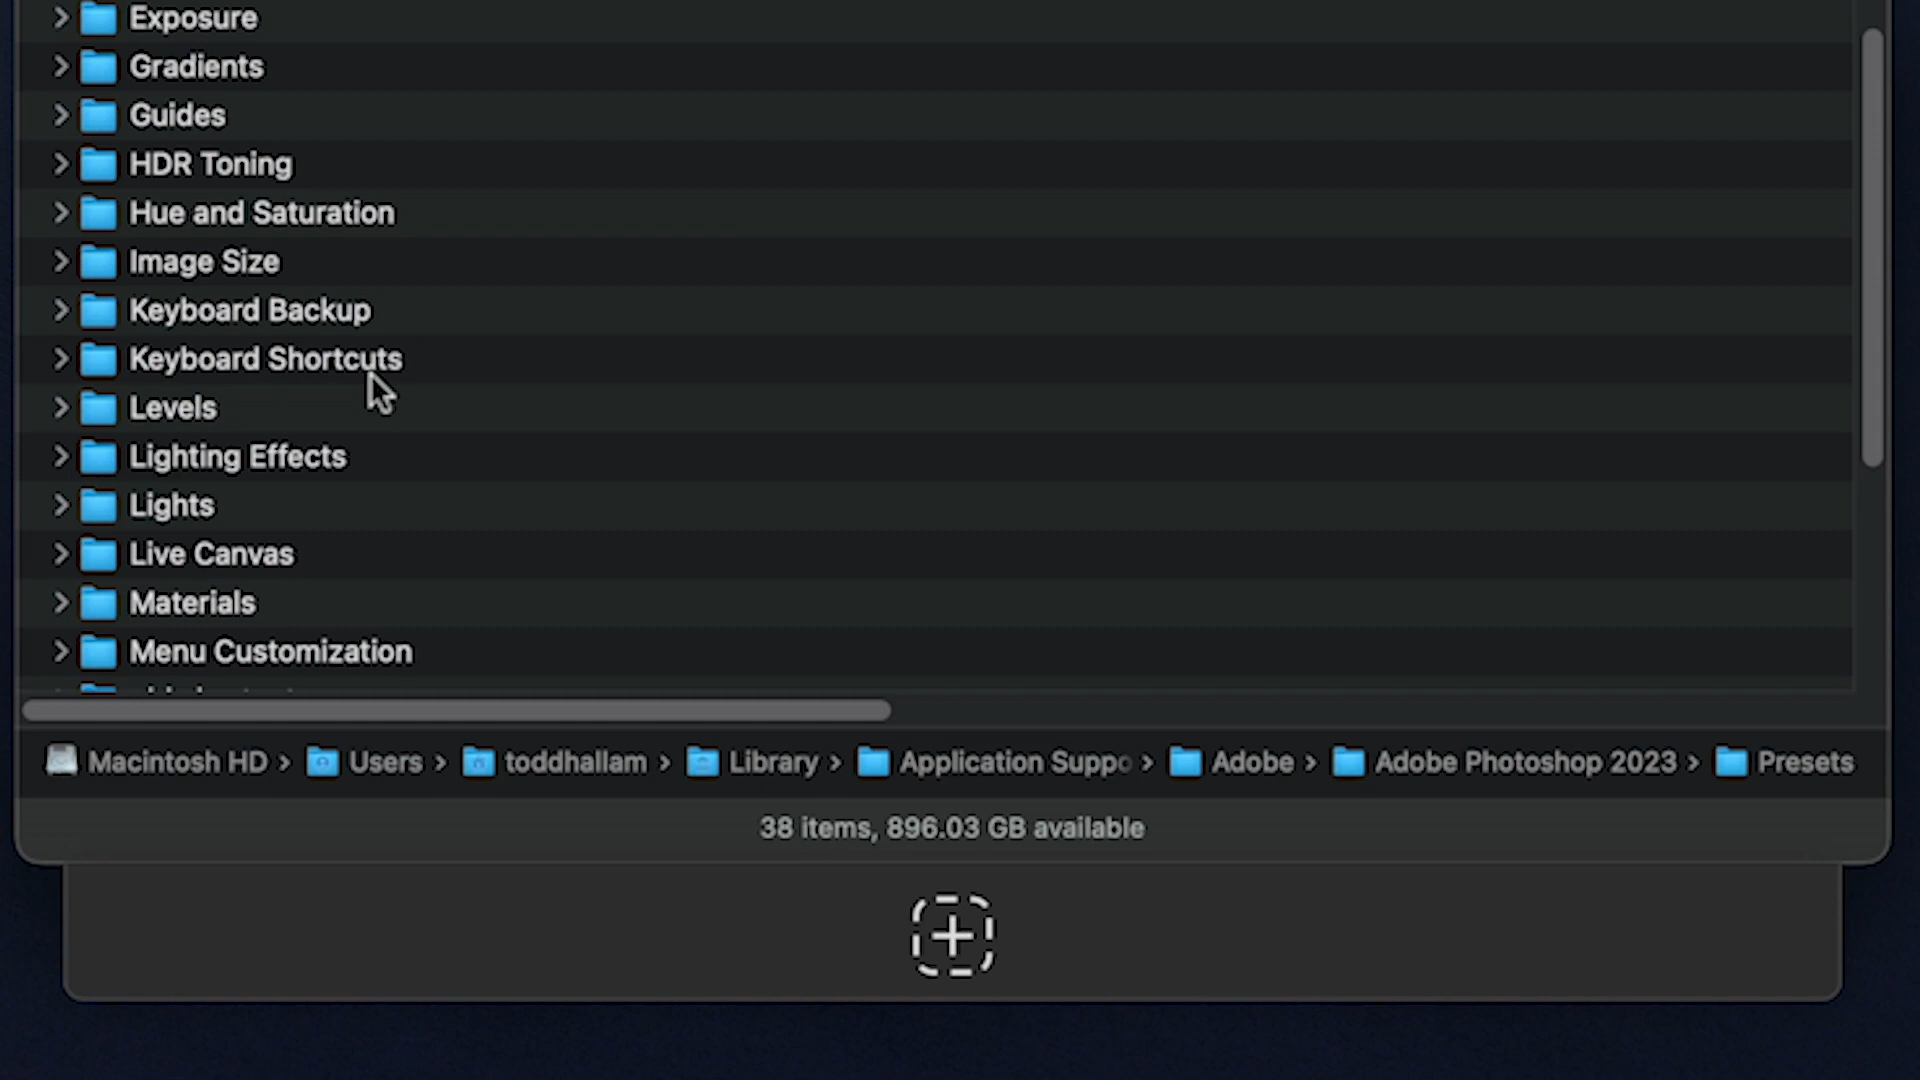 Exposure
Gradients
Guides
HDR Toning
Hue and Saturation
Image Size
Keyboard Backup
Keyboard Shortcuts
Levels
Lighting Effects
Lights
Live Canvas
Materials
Menu Customization
Macintosh HD › Users › toddhallam › Library › Application Suppo › Adobe › Adobe Photoshop 2023 › Presets
38 items, 896.03 GB available